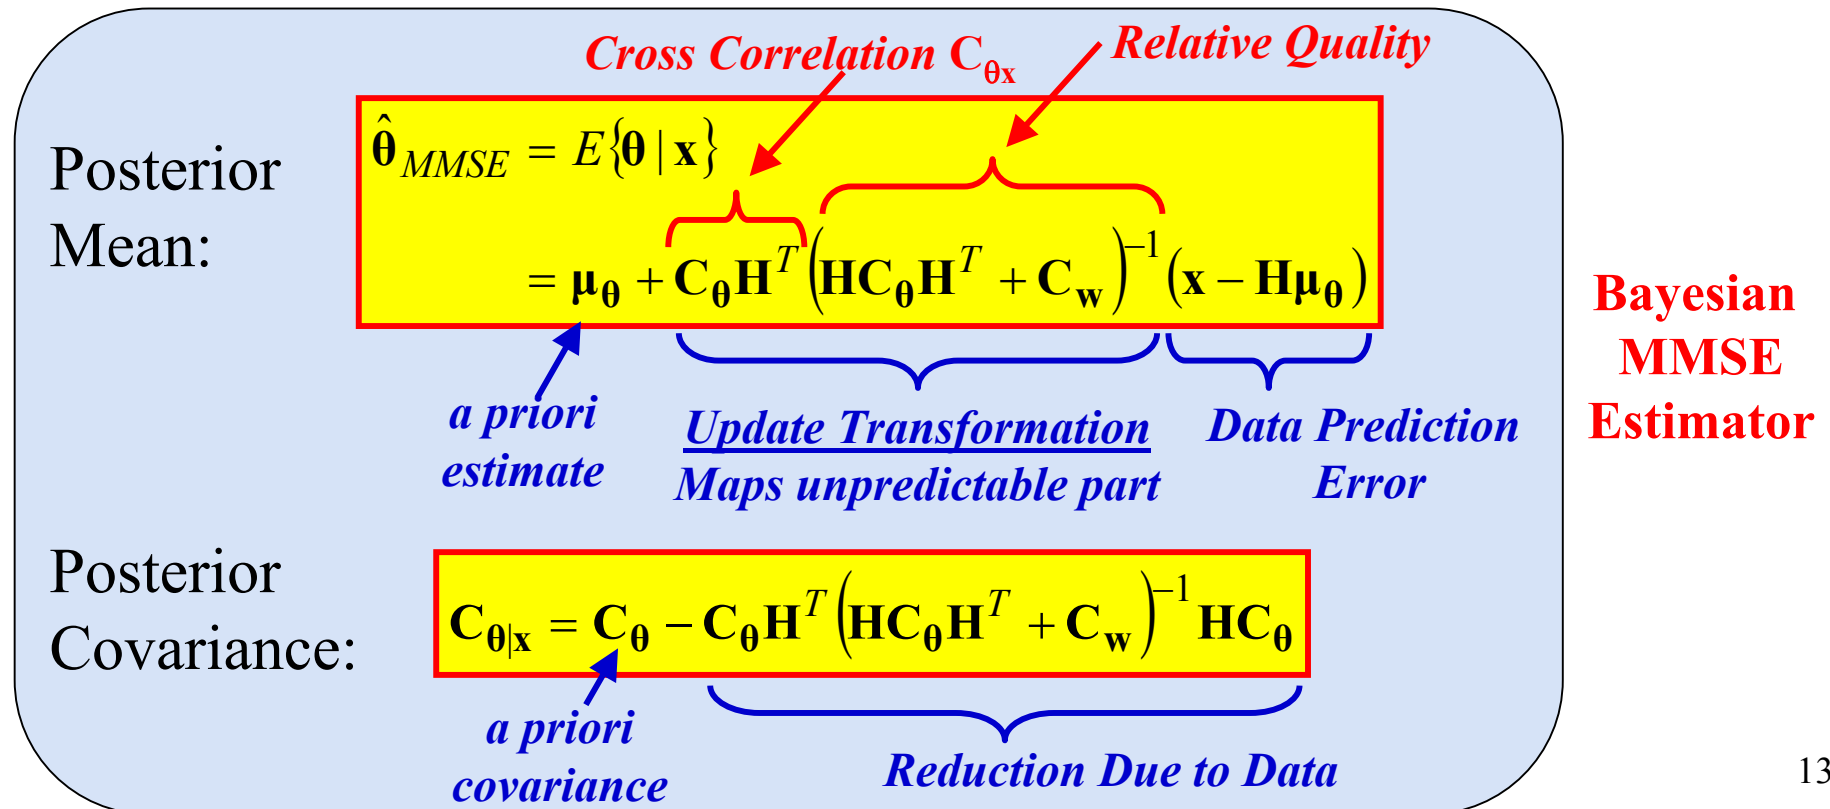 Cross Correlation C_θx
Relative Quality
Posterior
Mean:
θ̂_MMSE = E{θ | x}
= μ_θ + C_θH^T(HC_θH^T + C_w)^−1(x − Hμ_θ)
a priori
estimate
Update Transformation
Maps unpredictable part
Data Prediction
Error
Bayesian
MMSE
Estimator
Posterior
Covariance:
C_θ|x = C_θ − C_θH^T(HC_θH^T + C_w)^−1HC_θ
a priori
covariance
Reduction Due to Data
13